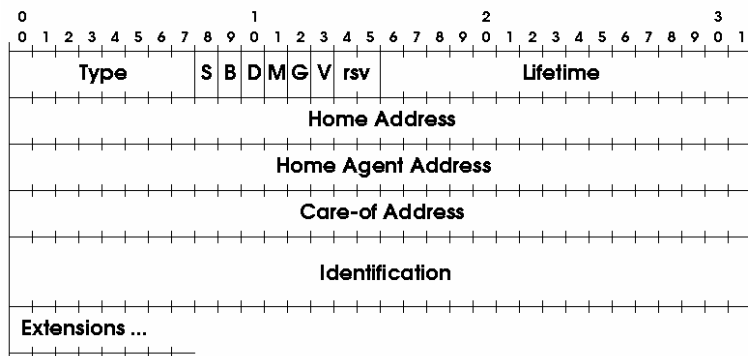 0 1 2 3
0 1 2 3 4 5 6 7 8 9 0 1 2 3 4 5 6 7 8 9 0 1 2 3 4 5 6 7 8 9 0 1
Type S B D M G V rsv Lifetime
Home Address
Home Agent Address
Care-of Address
Identification
Extensions ...